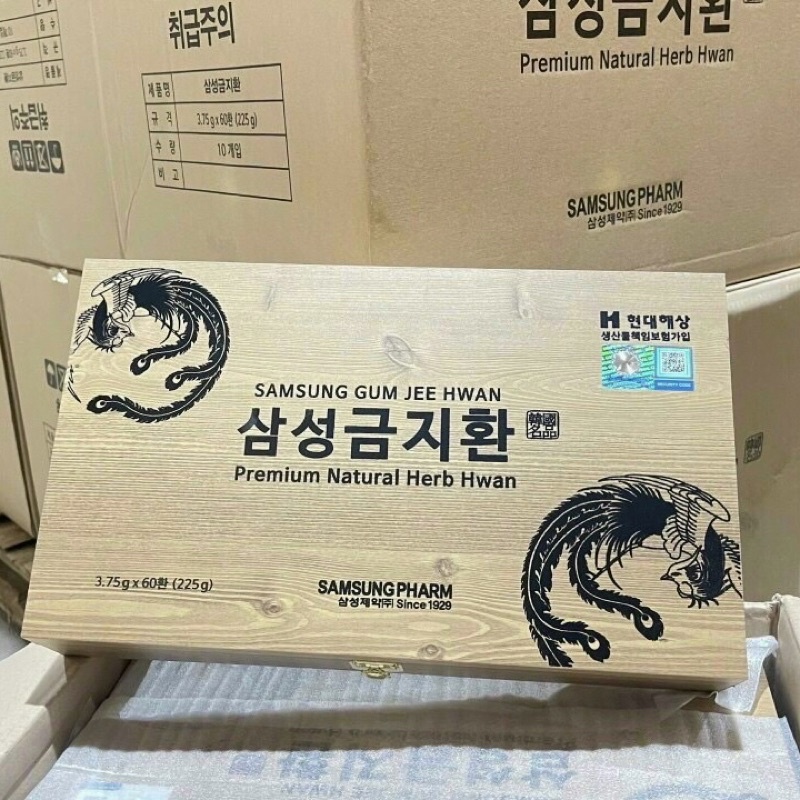 취급주의
제품명 삼성금지환
규 격 3.75g x 60환 (225g)
수 량 10개입
비 고
삼성금지환
Premium Natural Herb Hwan
SAMSUNG PHARM
삼성제약(주) Since 1929
H 현대해상
생산물책임보험가입
SECURITY CODE
SAMSUNG GUM JEE HWAN
삼성금지환
Premium Natural Herb Hwan
3.75g x 60환 (225g)
SAMSUNG PHARM
삼성제약(주) Since 1929